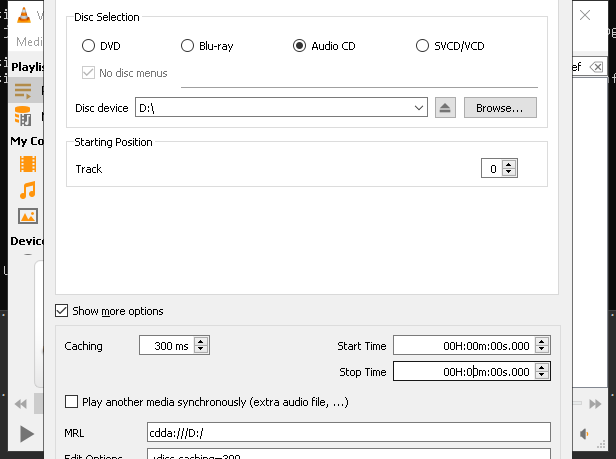 Disc Selection
DVD
Blu-ray
Audio CD
SVCD/VCD
No disc menus
Disc device
D:\
Browse...
Starting Position
Track
0
Show more options
Caching
300 ms
Start Time
00H:00m:00s.000
Stop Time
00H:00m:00s.000
Play another media synchronously (extra audio file, ...)
MRL
cdda:///D:/
Edit Options
:disc-caching=300
Medi
Playlis
My Co
Device
ef